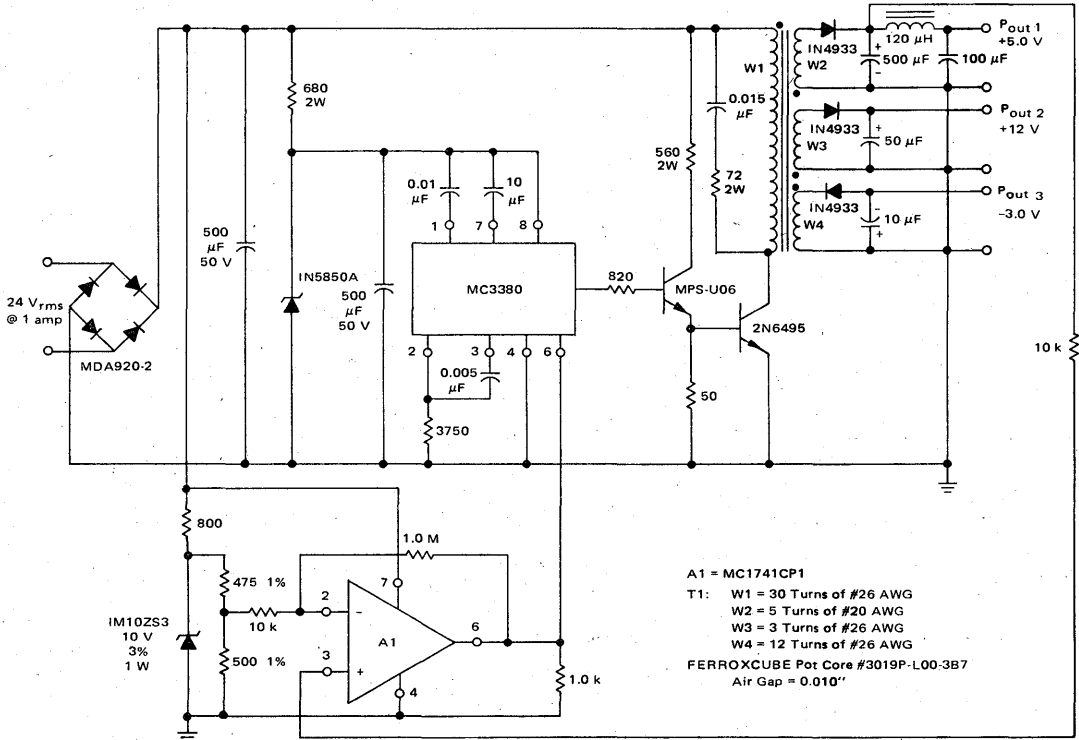 24 Vrms
@ 1 amp
MDA920-2
500
µF
50 V
680
2W
IN5850A
500
µF
50 V
0.01
µF
10
µF
1
7
8
MC3380
2
3
4
6
0.005
µF
3750
820
560
2W
MPS-U06
50
2N6495
0.015
µF
72
2W
W1
IN4933
W2
+
500 µF
−
120 µH
100 µF
Pout 1
+5.0 V
IN4933
W3
+
50 µF
Pout 2
+12 V
IN4933
W4
−
10 µF
+
Pout 3
−3.0 V
10 k
800
IM10ZS3
10 V
3%
1 W
475 1%
500 1%
10 k
1.0 M
2
−
3
+
7
A1
6
4
1.0 k
A1 = MC1741CP1
T1: W1 = 30 Turns of #26 AWG
W2 = 5 Turns of #20 AWG
W3 = 3 Turns of #26 AWG
W4 = 12 Turns of #26 AWG
FERROXCUBE Pot Core #3019P-L00-3B7
Air Gap = 0.010"